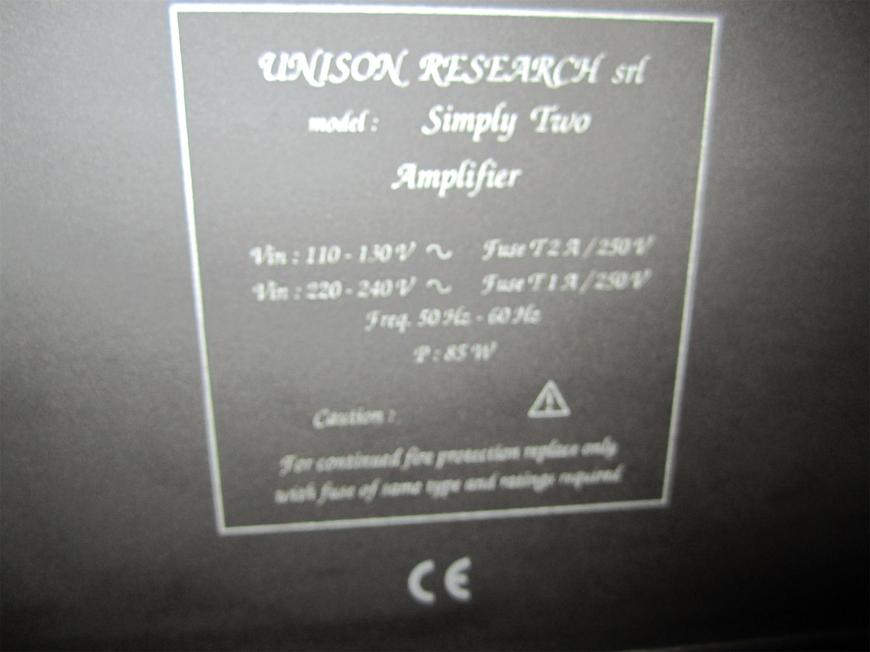 UNISON RESEARCH srl
model : Simply Two
Amplifier
Vin : 110 - 130 V ~ Fuse T 2 A / 250 V
Vin : 220 - 240 V ~ Fuse T 1 A / 250 V
Freq. 50 Hz - 60 Hz
P : 85 W
Caution :
For continued fire protection replace only
with fuse of same type and ratings required
CE